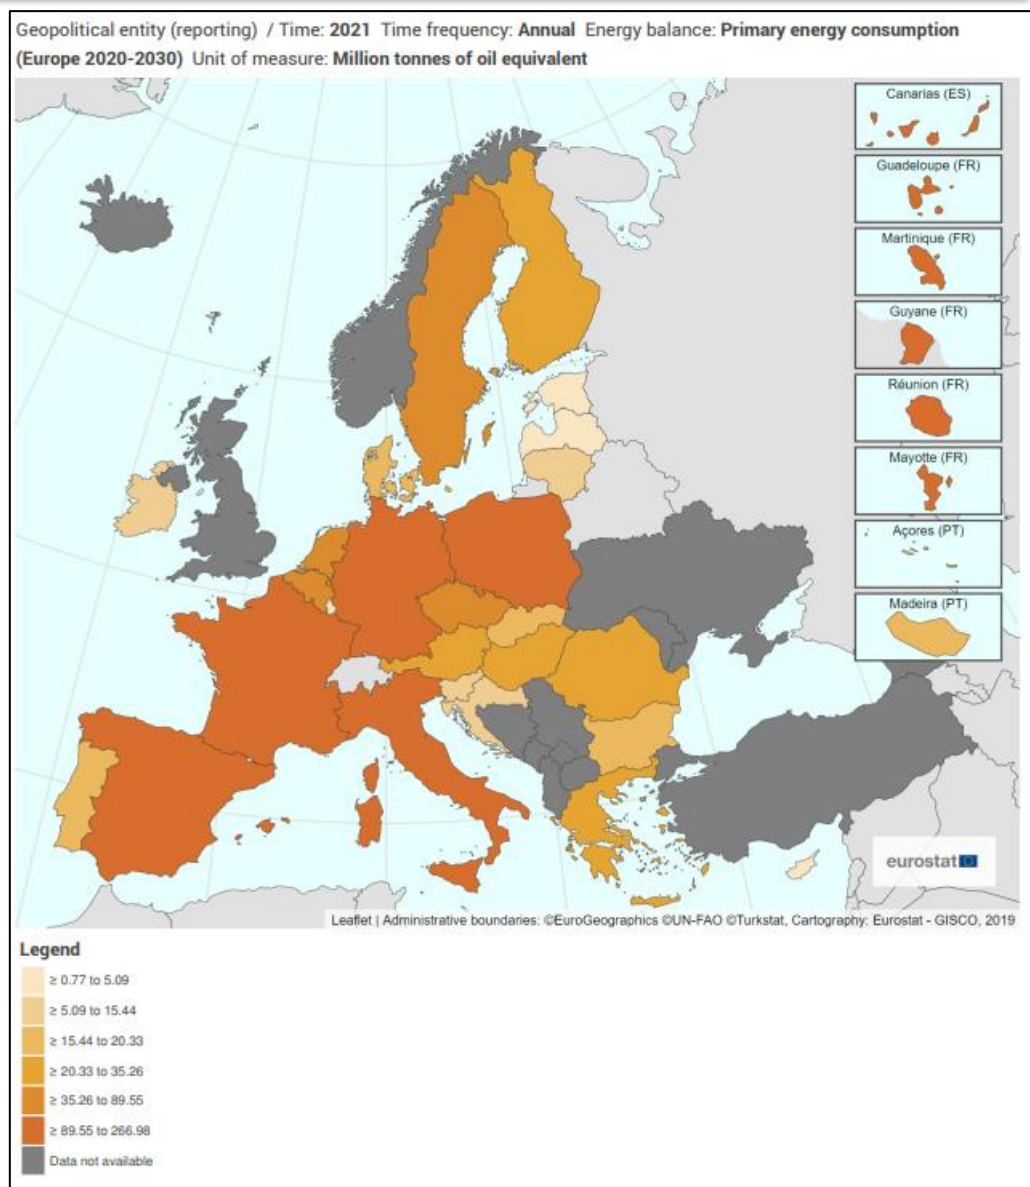 Geopolitical entity (reporting) / Time: 2021 Time frequency: Annual Energy balance: Primary energy consumption
(Europe 2020-2030) Unit of measure: Million tonnes of oil equivalent
Canarias (ES)
Guadeloupe (FR)
Martinique (FR)
Guyane (FR)
Réunion (FR)
Mayotte (FR)
Açores (PT)
Madeira (PT)
eurostat
Leaflet | Administrative boundaries: ©EuroGeographics ©UN-FAO ©Turkstat, Cartography: Eurostat - GISCO, 2019
Legend
≥ 0.77 to 5.09
≥ 5.09 to 15.44
≥ 15.44 to 20.33
≥ 20.33 to 35.26
≥ 35.26 to 89.55
≥ 89.55 to 266.98
Data not available